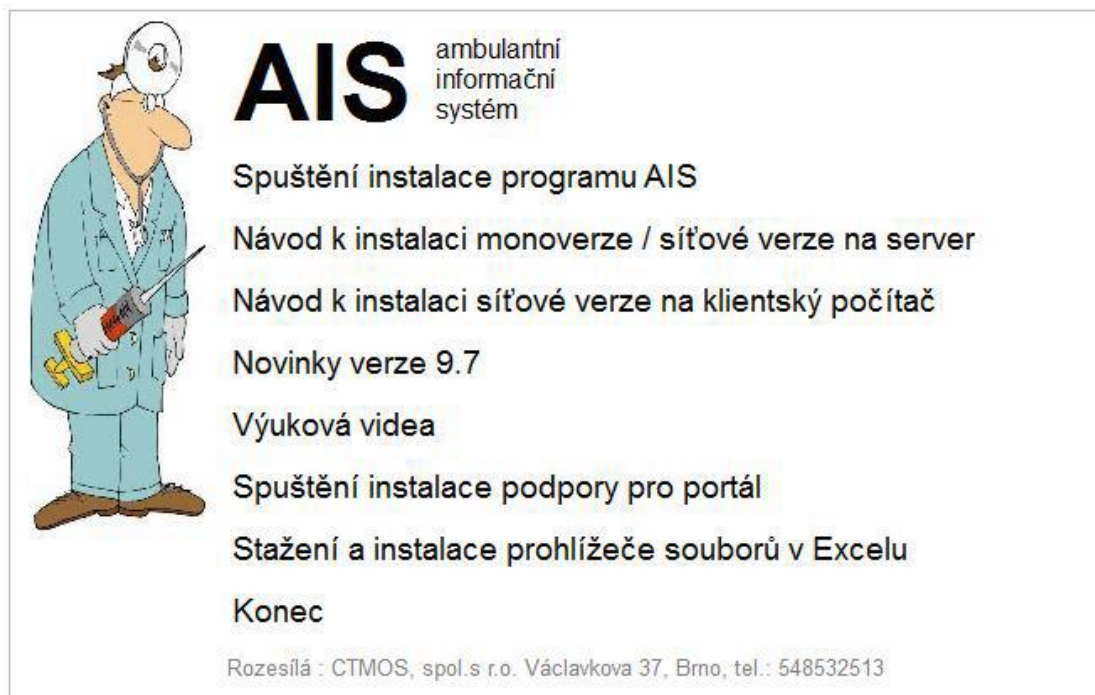 AIS
ambulantní
informační
systém
Spuštění instalace programu AIS
Návod k instalaci monoverze / síťové verze na server
Návod k instalaci síťové verze na klientský počítač
Novinky verze 9.7
Výuková videa
Spuštění instalace podpory pro portál
Stažení a instalace prohlížeče souborů v Excelu
Konec
Rozesílá : CTMOS, spol.s r.o. Václavkova 37, Brno, tel.: 548532513